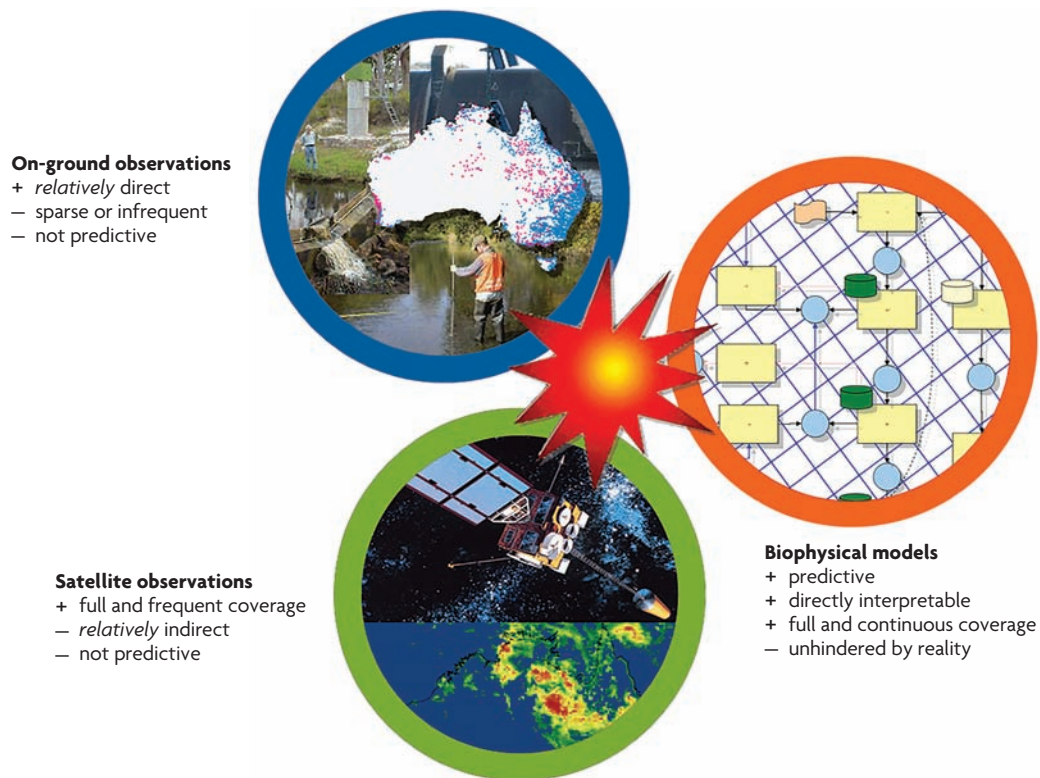 On-ground observations
+ relatively direct
— sparse or infrequent
— not predictive
Satellite observations
+ full and frequent coverage
— relatively indirect
— not predictive
Biophysical models
+ predictive
+ directly interpretable
+ full and continuous coverage
— unhindered by reality